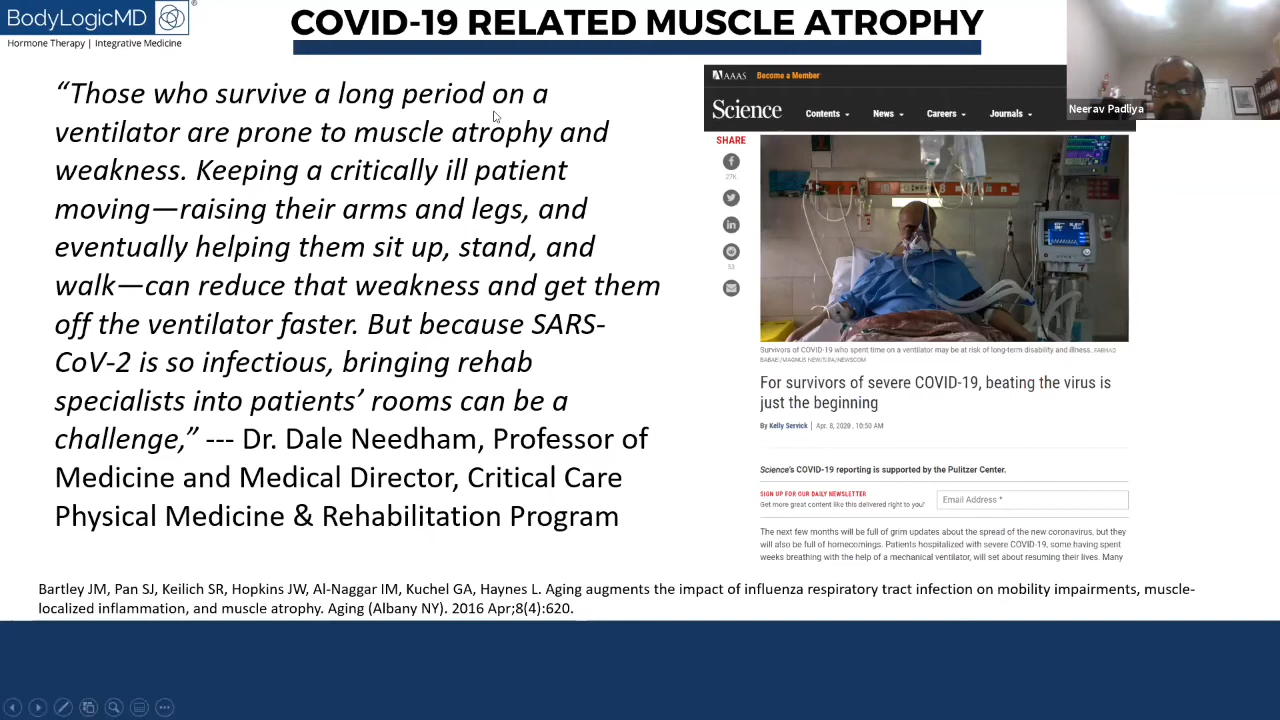 BodyLogicMD
®
Hormone Therapy | Integrative Medicine
COVID-19 RELATED MUSCLE ATROPHY
Neerav Padliya
“Those who survive a long period on a
ventilator are prone to muscle atrophy and
weakness. Keeping a critically ill patient
moving—raising their arms and legs, and
eventually helping them sit up, stand, and
walk—can reduce that weakness and get them
off the ventilator faster. But because SARS-
CoV-2 is so infectious, bringing rehab
specialists into patients’ rooms can be a
challenge,” --- Dr. Dale Needham, Professor of
Medicine and Medical Director, Critical Care
Physical Medicine & Rehabilitation Program
AAAS Become a Member
Science Contents News Careers Journals
SHARE
27K
53
Survivors of COVID-19 who spent time on a ventilator may be at risk of long-term disability and illness. FARHAD
BABAEI/MAGNUS NEWS/SIPA/NEWSCOM
For survivors of severe COVID-19, beating the virus is
just the beginning
By Kelly Servick | Apr. 8, 2020 , 10:50 AM
Science's COVID-19 reporting is supported by the Pulitzer Center.
SIGN UP FOR OUR DAILY NEWSLETTER
Get more great content like this delivered right to you!
Email Address *
The next few months will be full of grim updates about the spread of the new coronavirus, but they
will also be full of homecomings. Patients hospitalized with severe COVID-19, some having spent
weeks breathing with the help of a mechanical ventilator, will set about resuming their lives. Many
Bartley JM, Pan SJ, Keilich SR, Hopkins JW, Al-Naggar IM, Kuchel GA, Haynes L. Aging augments the impact of influenza respiratory tract infection on mobility impairments, muscle-
localized inflammation, and muscle atrophy. Aging (Albany NY). 2016 Apr;8(4):620.